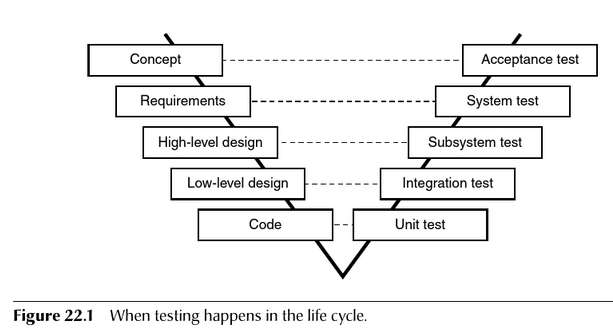 Concept
Acceptance test
Requirements
System test
High-level design
Subsystem test
Low-level design
Integration test
Code
Unit test
Figure 22.1 When testing happens in the life cycle.